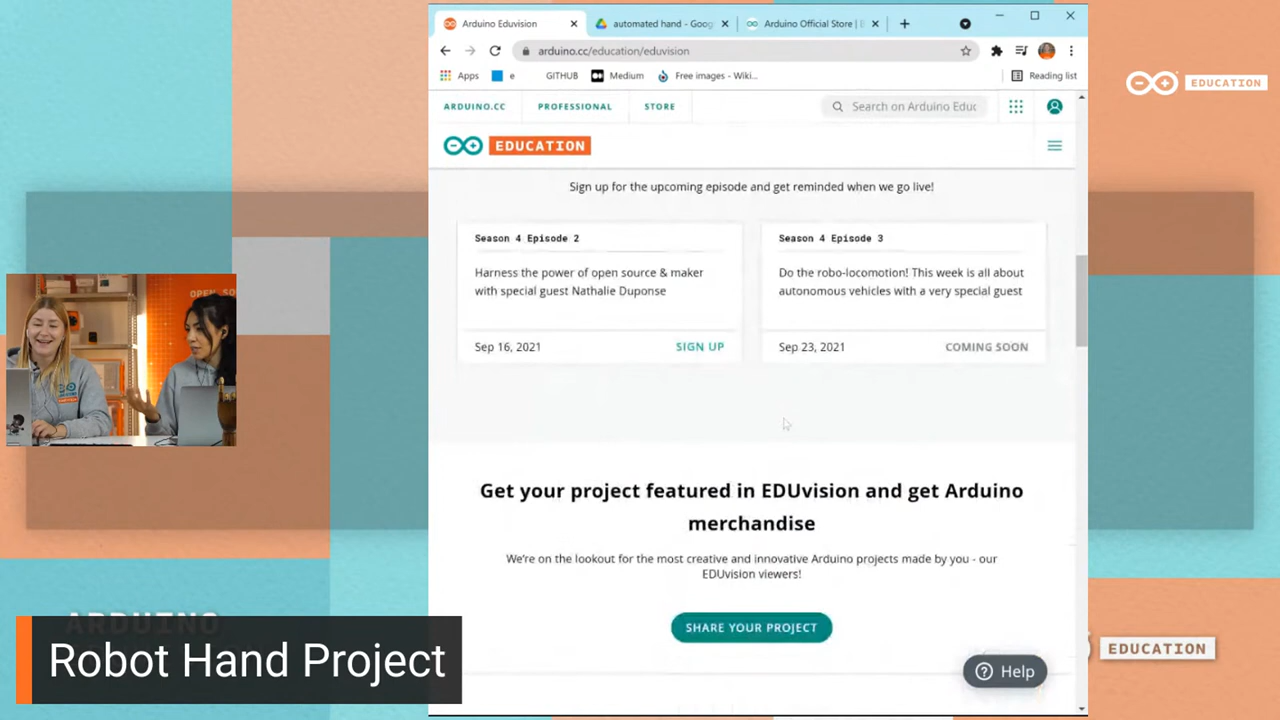 Arduino Eduvision
automated hand - Goog
Arduino Official Store |
arduino.cc/education/eduvision
Apps
e
GITHUB
Medium
Free images - Wiki...
Reading list
ARDUINO.CC
PROFESSIONAL
STORE
Search on Arduino Educ
EDUCATION
EDUCATION
Sign up for the upcoming episode and get reminded when we go live!
Season 4 Episode 2
Harness the power of open source & maker
with special guest Nathalie Duponse
Sep 16, 2021
SIGN UP
Season 4 Episode 3
Do the robo-locomotion! This week is all about
autonomous vehicles with a very special guest
Sep 23, 2021
COMING SOON
OPEN SO
Get your project featured in EDUvision and get Arduino
merchandise
We're on the lookout for the most creative and innovative Arduino projects made by you - our
EDUvision viewers!
SHARE YOUR PROJECT
Help
ARDUINO
Robot Hand Project
EDUCATION